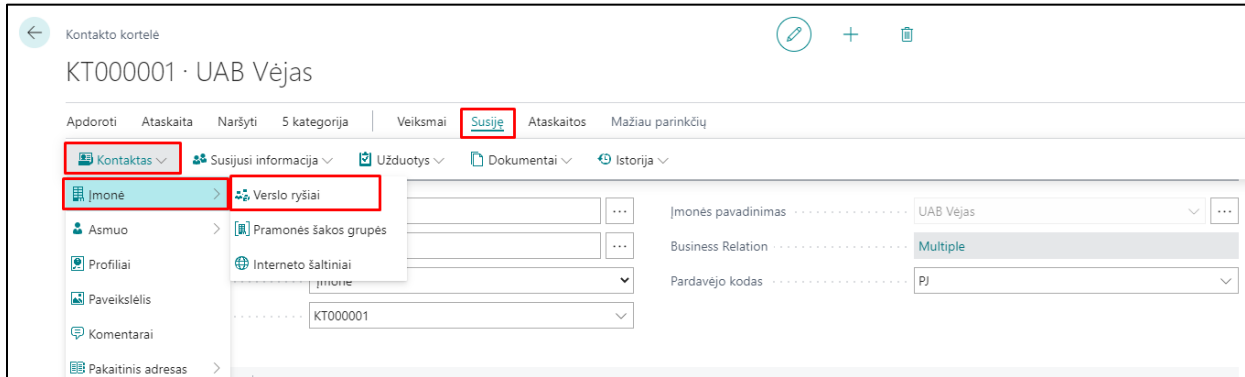 Kontakto kortelė
KT000001 · UAB Vėjas
Apdoroti Ataskaita Naršyti 5 kategorija Veiksmai Susiję Ataskaitos Mažiau parinkčių
Kontaktas Susijusi informacija Užduotys Dokumentai Istorija
Įmonė Verslo ryšiai
Įmonės pavadinimas UAB Vėjas
Asmuo Pramonės šakos grupės
Business Relation Multiple
Profiliai Interneto šaltiniai
Įmonė
Pardavėjo kodas PJ
Paveikslėlis
KT000001
Komentarai
Pakaitinis adresas